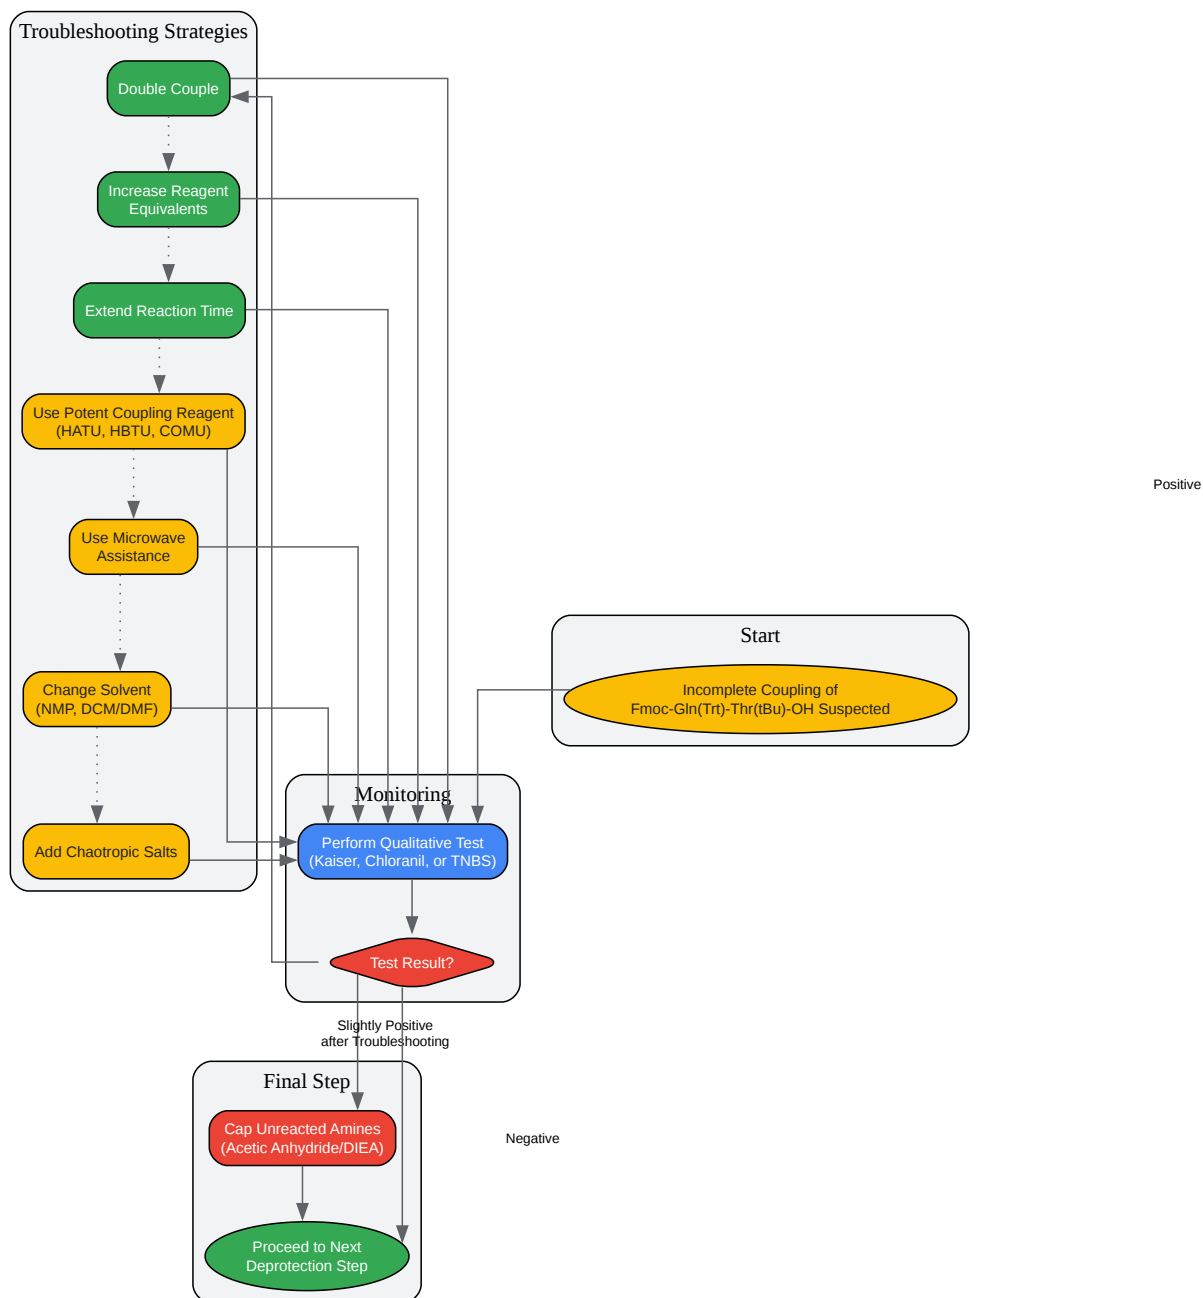 Troubleshooting Strategies
Double Couple
Increase Reagent
Equivalents
Extend Reaction Time
Use Potent Coupling Reagent
(HATU, HBTU, COMU)
Use Microwave
Assistance
Change Solvent
(NMP, DCM/DMF)
Add Chaotropic Salts
Positive
Start
Incomplete Coupling of
Fmoc-Gln(Trt)-Thr(tBu)-OH Suspected
Monitoring
Perform Qualitative Test
(Kaiser, Chloranil, or TNBS)
Test Result?
Slightly Positive
after Troubleshooting
Final Step
Cap Unreacted Amines
(Acetic Anhydride/DIEA)
Negative
Proceed to Next
Deprotection Step